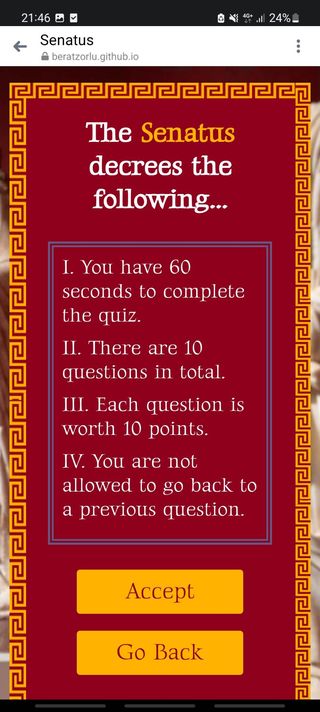 21:46 4G+ 24%
Senatus
beratzorlu.github.io
The Senatus
decrees the
following...
I. You have 60
seconds to complete
the quiz.
II. There are 10
questions in total.
III. Each question is
worth 10 points.
IV. You are not
allowed to go back to
a previous question.
Accept
Go Back